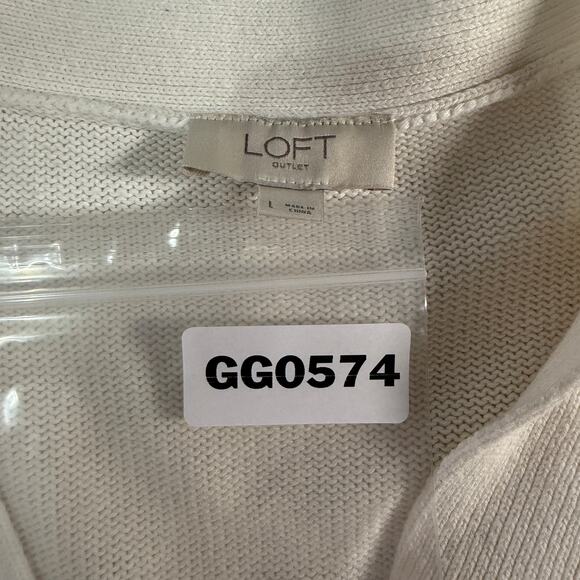 LOFT
OUTLET
L MADE IN
CHINA
GG0574